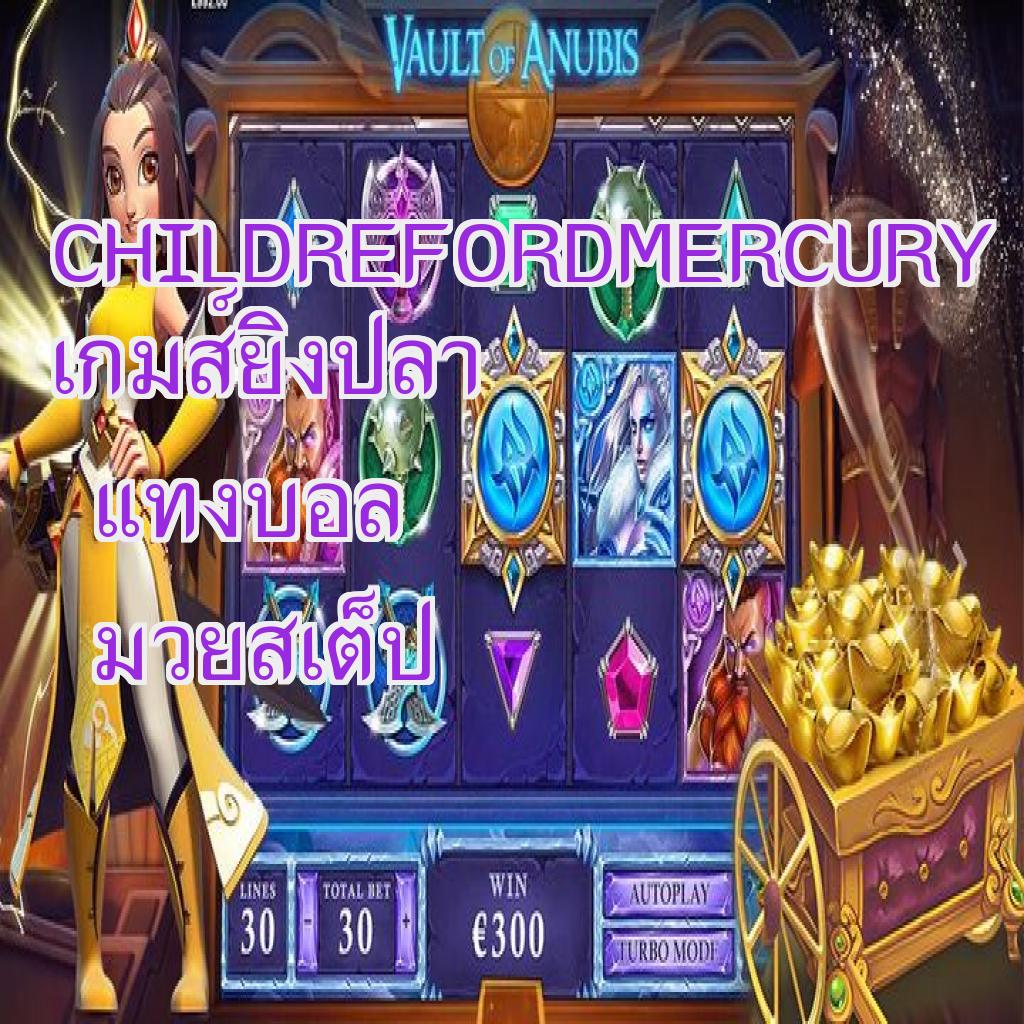 VAULT OF ANUBIS
CHILDREFORDMERCURY
เกมส์ยิงปลา
แทงบอล
มวยสเต็ป
LINES
30
TOTAL BET
- 30 +
WIN
€300
AUTOPLAY
TURBO MODE